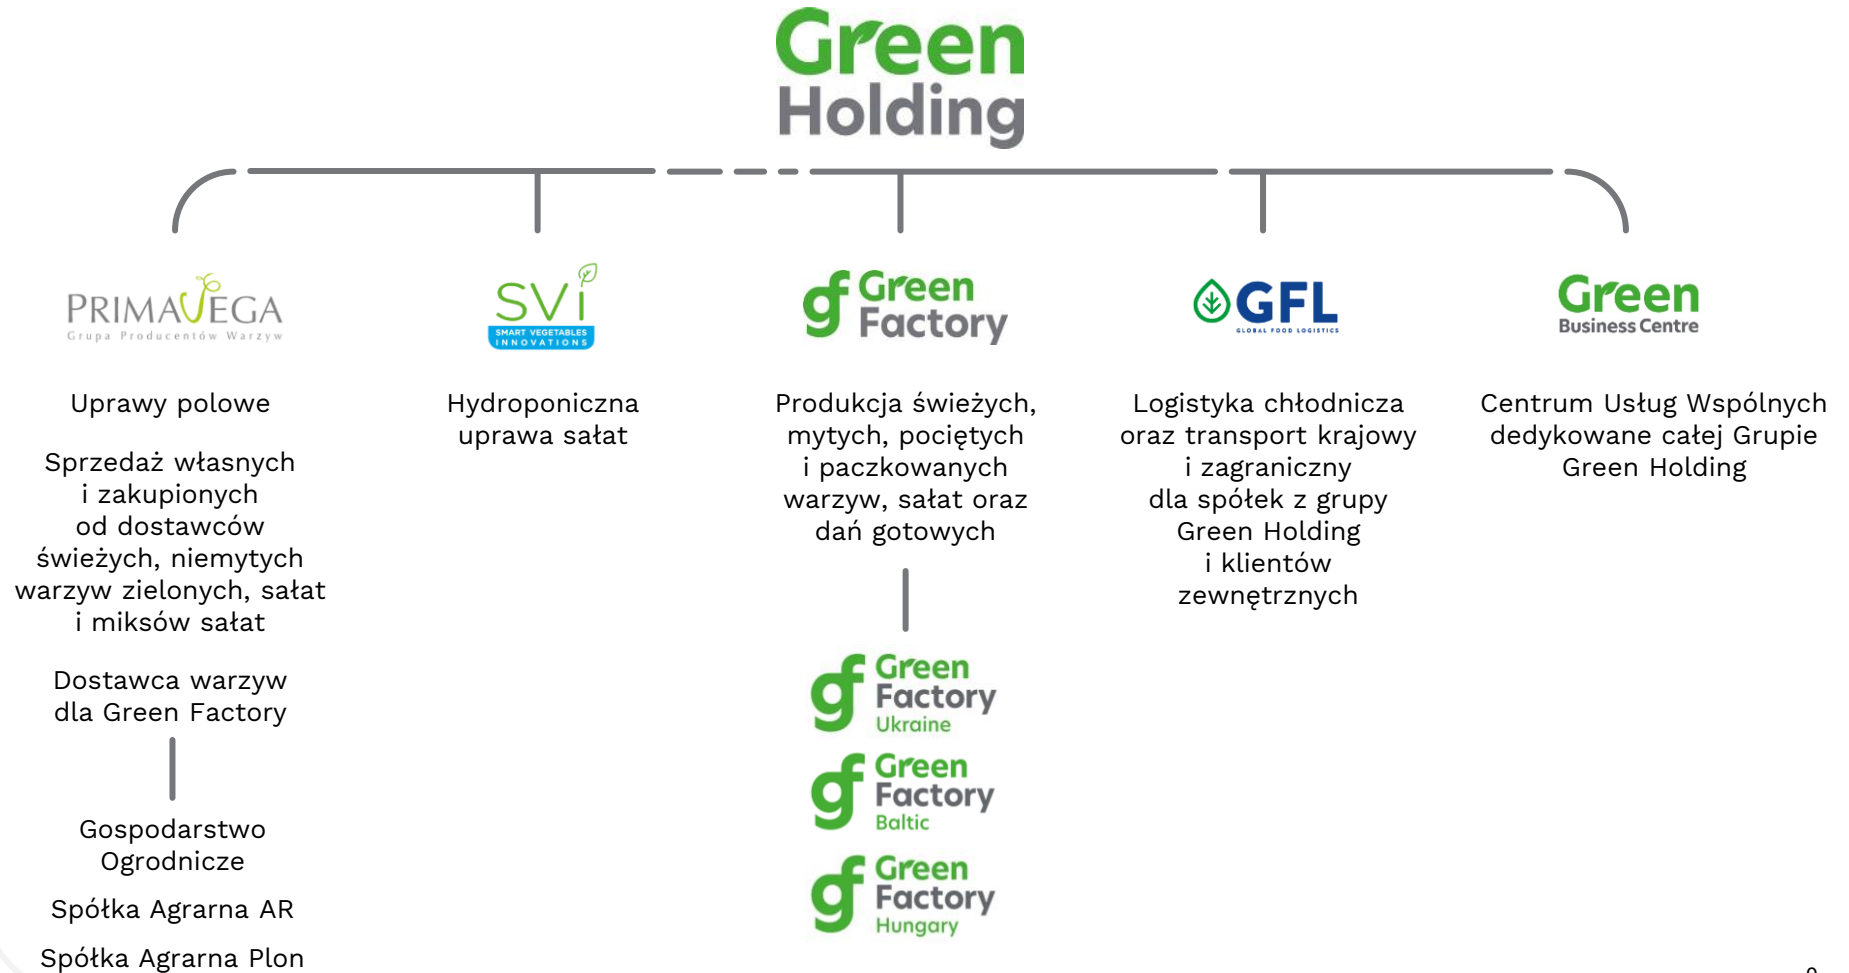 Green
Holding
PRIMAVEGA
Grupa Producentów Warzyw
Uprawy polowe
Sprzedaż własnych
i zakupionych
od dostawców
świeżych, niemytych
warzyw zielonych, sałat
i miksów sałat
Dostawca warzyw
dla Green Factory
Gospodarstwo
Ogrodnicze
Spółka Agrarna AR
Spółka Agrarna Plon
SVi
SMART VEGETABLES
INNOVATIONS
Hydroponiczna
uprawa sałat
gf Green
Factory
Produkcja świeżych,
mytych, pociętych
i paczkowanych
warzyw, sałat oraz
dań gotowych
gf Green
Factory
Ukraine
gf Green
Factory
Baltic
gf Green
Factory
Hungary
GFL
GLOBAL FOOD LOGISTICS
Logistyka chłodnicza
oraz transport krajowy
i zagraniczny
dla spółek z grupy
Green Holding
i klientów
zewnętrznych
Green
Business Centre
Centrum Usług Wspólnych
dedykowane całej Grupie
Green Holding